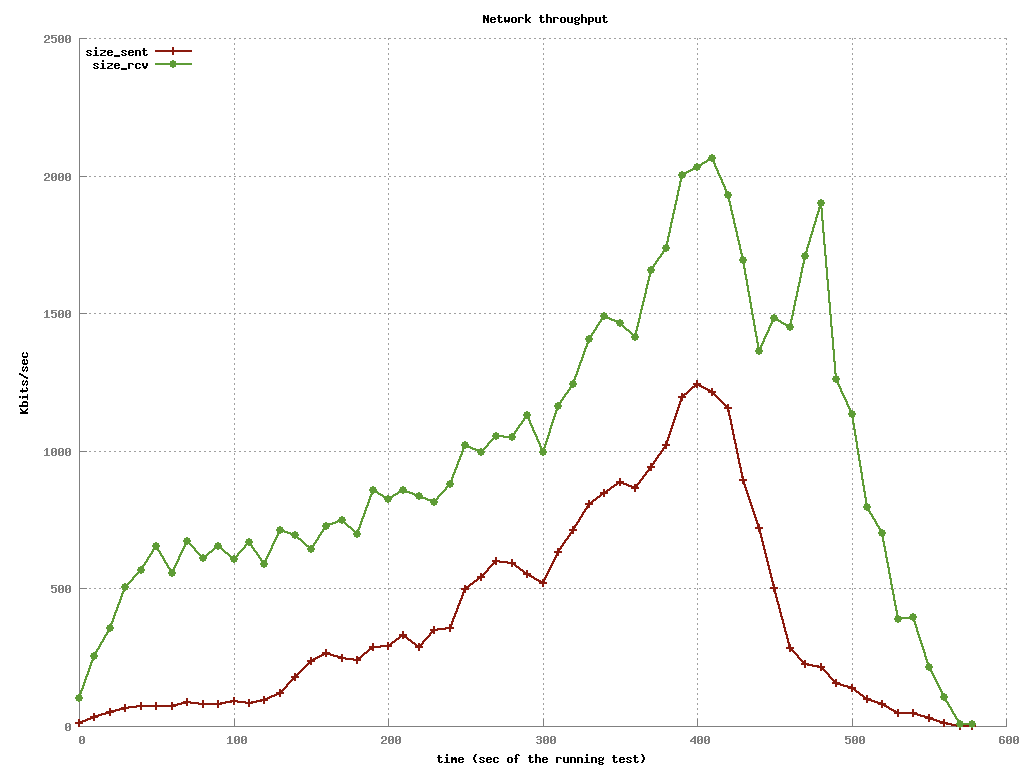 Network throughput
2500
size_sent
size_rcv
2000
1500
Kbits/sec
1000
500
0
0 100 200 300 400 500 600
time (sec of the running test)